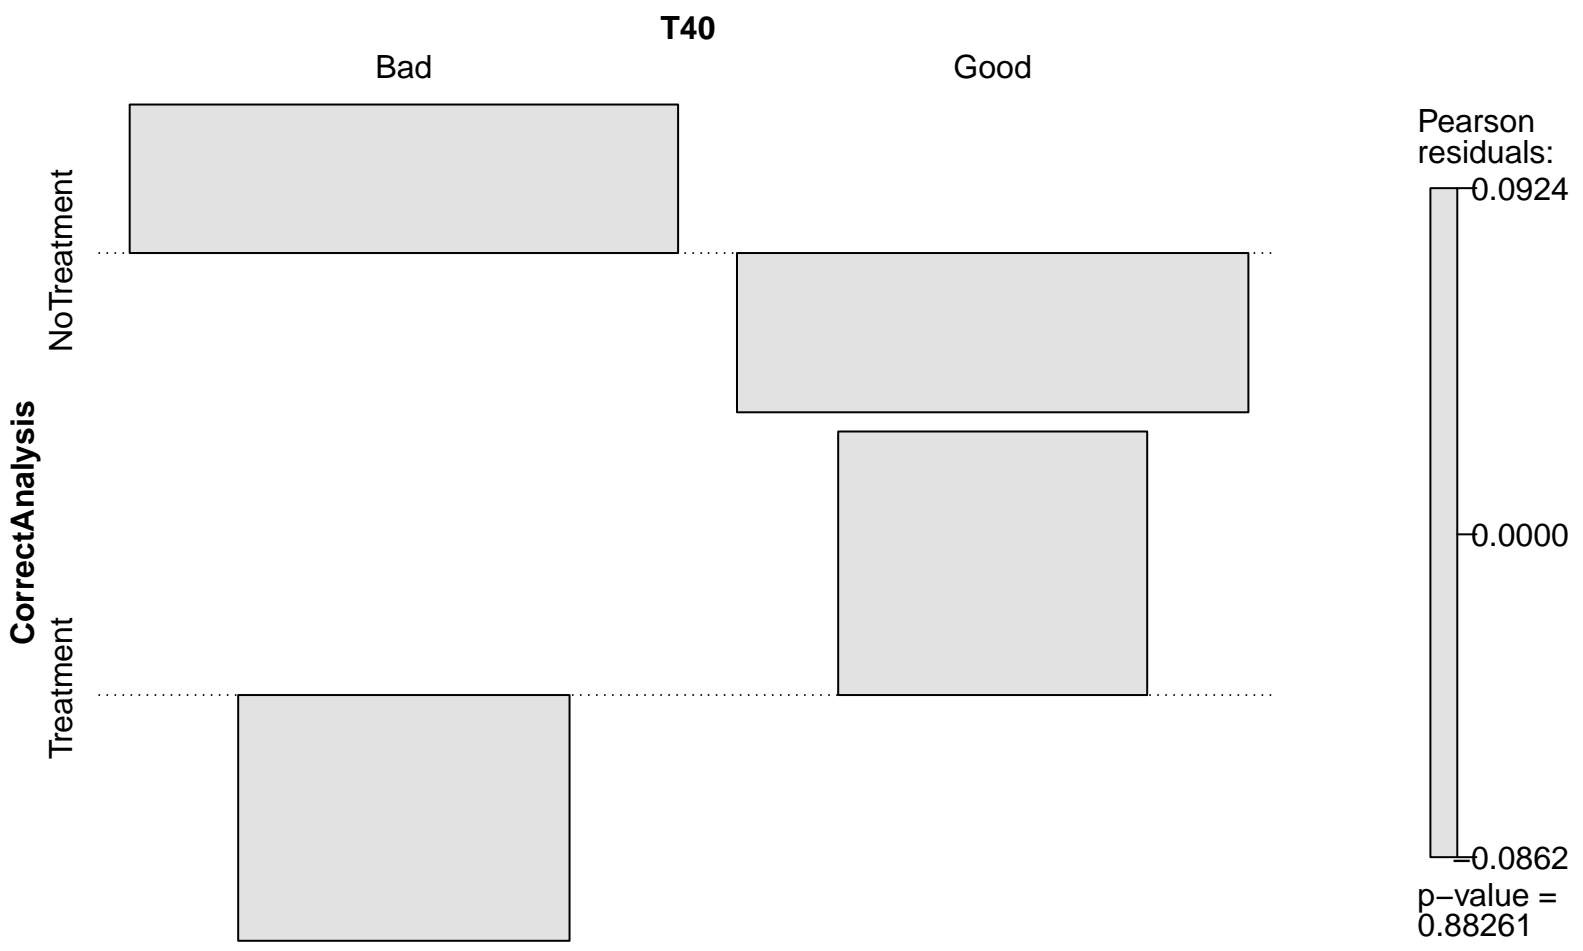 T40
Bad
Good
NoTreatment
Treatment
CorrectAnalysis
Pearson
residuals:
0.0924
0.0000
−0.0862
p−value =
0.88261